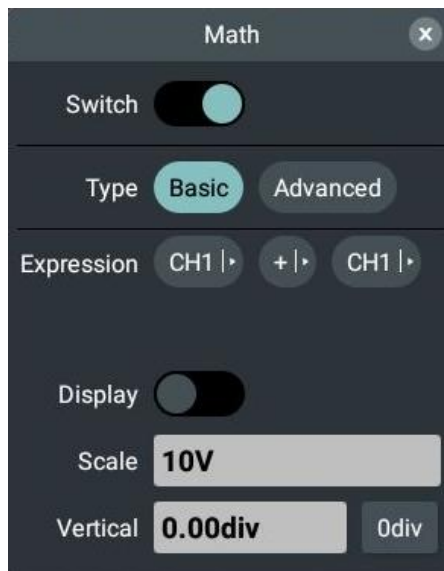 Math x
Switch
Type Basic Advanced
Expression CH1 + CH1
Display
Scale 10V
Vertical 0.00div 0div